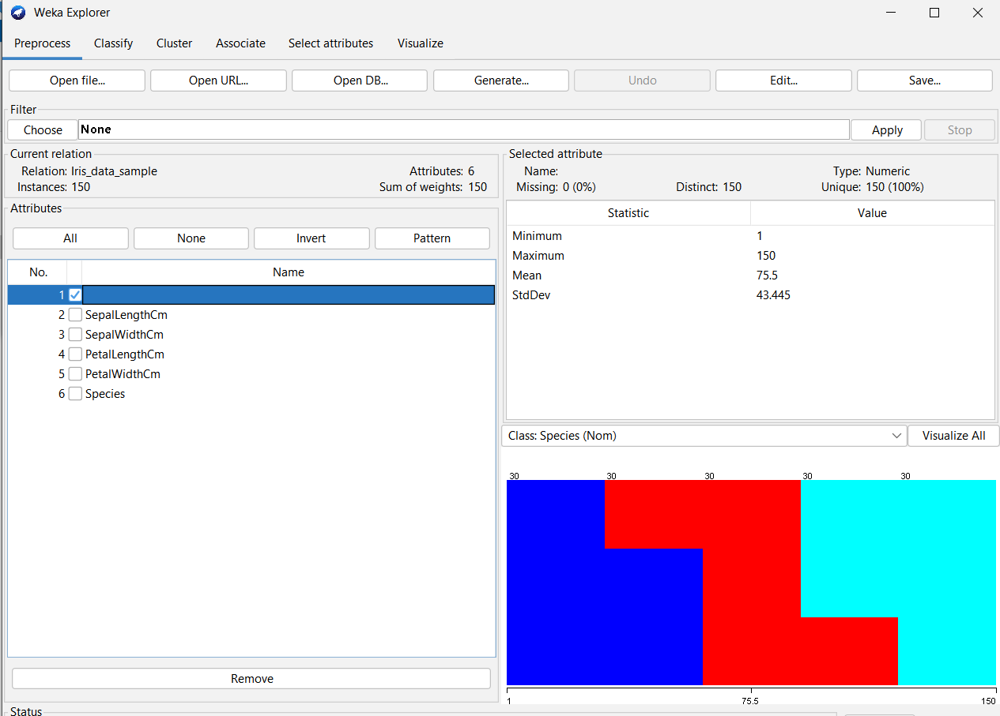 Weka Explorer
Preprocess Classify Cluster Associate Select attributes Visualize
Open file... Open URL... Open DB... Generate... Undo Edit... Save...
Filter
Choose None Apply Stop
Current relation
Relation: Iris_data_sample Attributes: 6
Instances: 150 Sum of weights: 150
Attributes
All None Invert Pattern
No. Name
1
2 SepalLengthCm
3 SepalWidthCm
4 PetalLengthCm
5 PetalWidthCm
6 Species
Remove
Selected attribute
Name: Type: Numeric
Missing: 0 (0%) Distinct: 150 Unique: 150 (100%)
Statistic Value
Minimum 1
Maximum 150
Mean 75.5
StdDev 43.445
Class: Species (Nom) Visualize All
30 30 30 30 30
1 75.5 150
Status